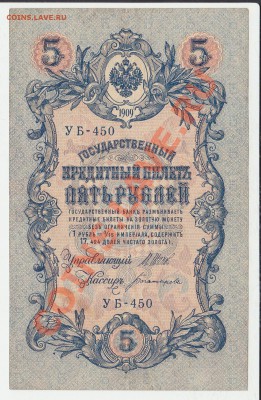 COINS.LAVE.RU
5 5
1909
УБ-450
ГОСУДАРСТВЕННЫЙ
КРЕДИТНЫЙ БИЛЕТЪ
ПЯТЬ РУБЛЕЙ
ГОСУДАРСТВЕННЫЙ БАНКЪ РАЗМѢНИВАЕТЪ
КРЕДИТНЫЕ БИЛЕТЫ НА ЗОЛОТУЮ МОНЕТУ
БЕЗЪ ОГРАНИЧЕНІЯ СУММЫ
Управляющій
Кассиръ
УБ-450
5